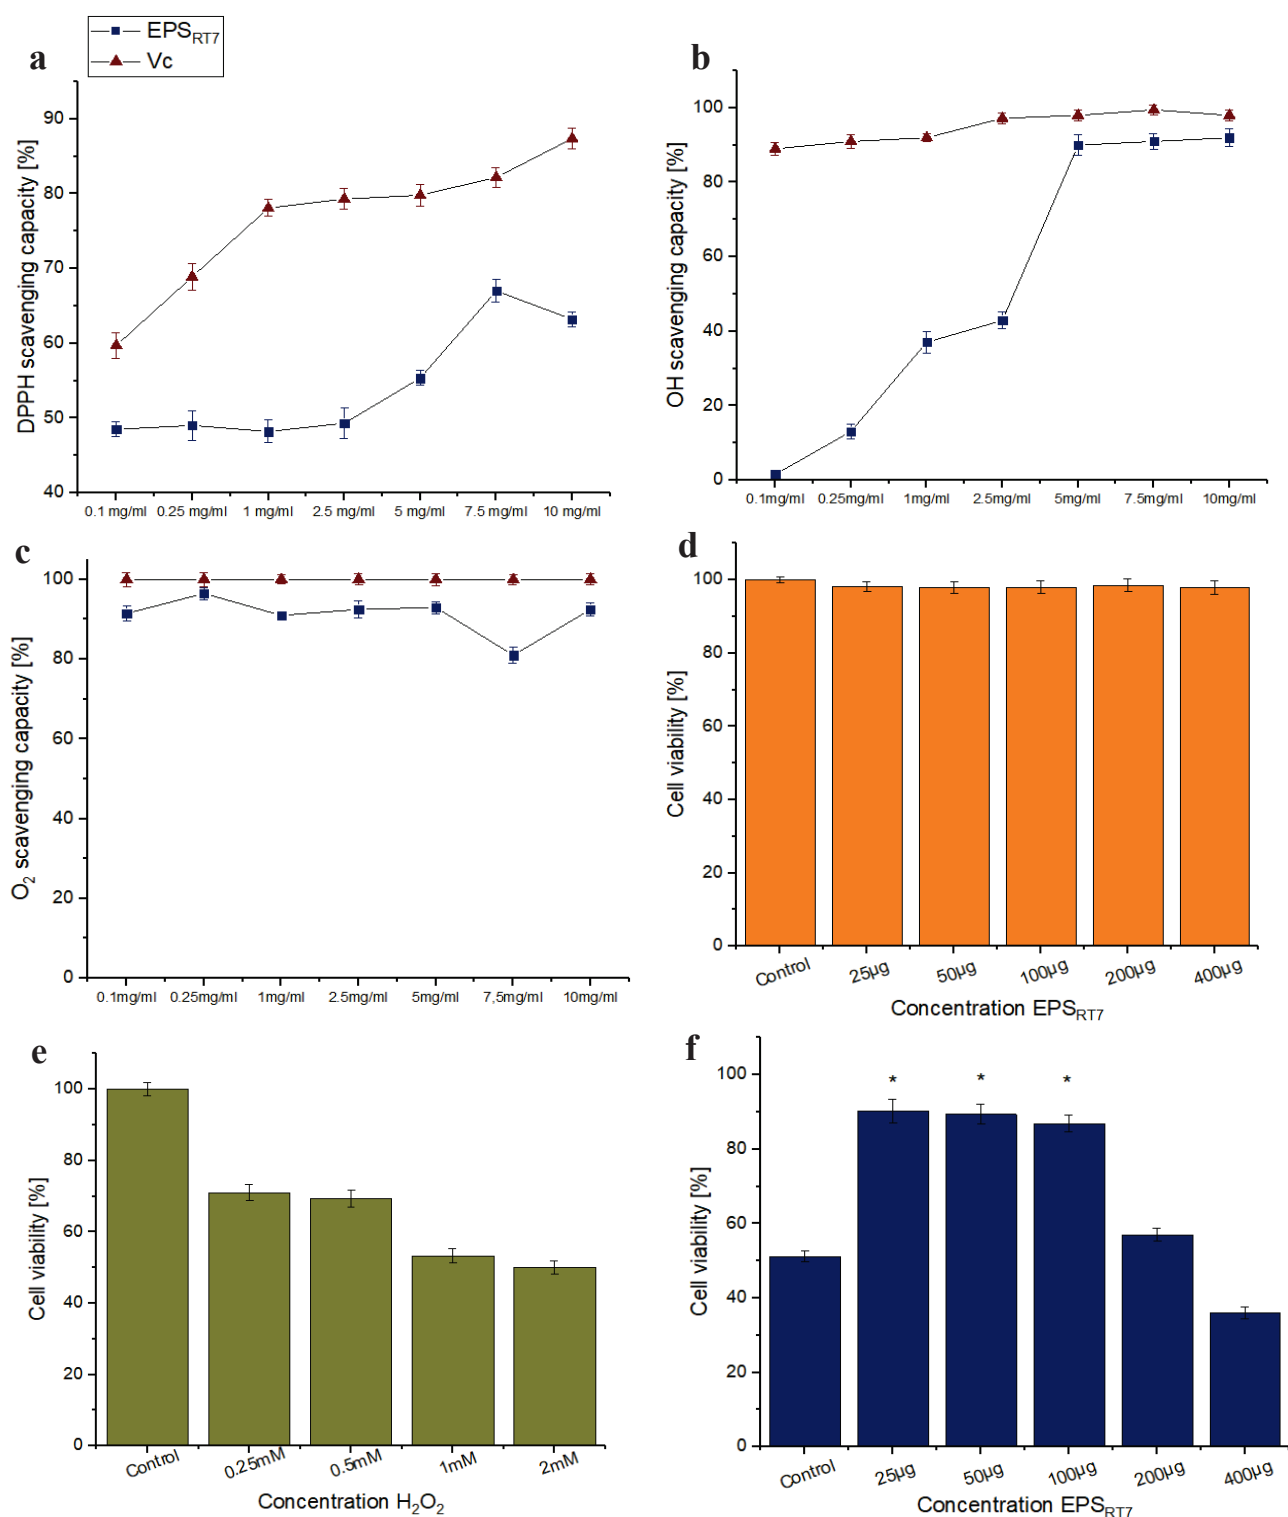 EPSRT7
Vc
a
DPPH scavenging capacity [%]
90
80
70
60
50
40
0.1 mg/ml 0.25 mg/ml 1 mg/ml 2.5 mg/ml 5 mg/ml 7.5 mg/ml 10 mg/ml
b
OH scavenging capacity [%]
100
80
60
40
20
0
0.1mg/ml 0.25mg/ml 1mg/ml 2.5mg/ml 5mg/ml 7.5mg/ml 10mg/ml
c
O2 scavenging capacity [%]
100
80
60
40
20
0
0.1mg/ml 0.25mg/ml 1mg/ml 2.5mg/ml 5mg/ml 7,5mg/ml 10mg/ml
d
Cell viability [%]
100
80
60
40
20
0
Control 25µg 50µg 100µg 200µg 400µg
Concentration EPSRT7
e
Cell viability [%]
100
80
60
40
20
0
Control 0.25mM 0.5mM 1mM 2mM
Concentration H2O2
f
Cell viability [%]
100
80
60
40
20
0
* * *
Control 25µg 50µg 100µg 200µg 400µg
Concentration EPSRT7